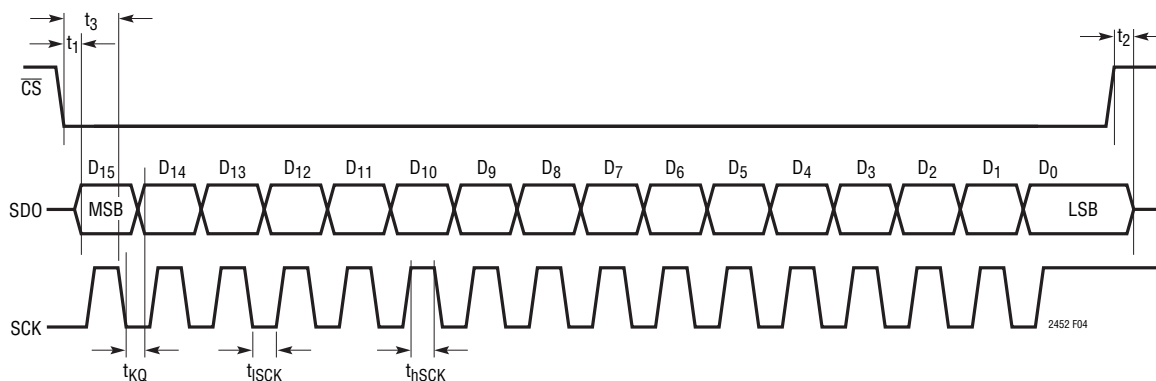 t3
t1
t2
CS
D15 D14 D13 D12 D11 D10 D9 D8 D7 D6 D5 D4 D3 D2 D1 D0
SDO MSB LSB
SCK
2452 F04
tKQ tlSCK thSCK